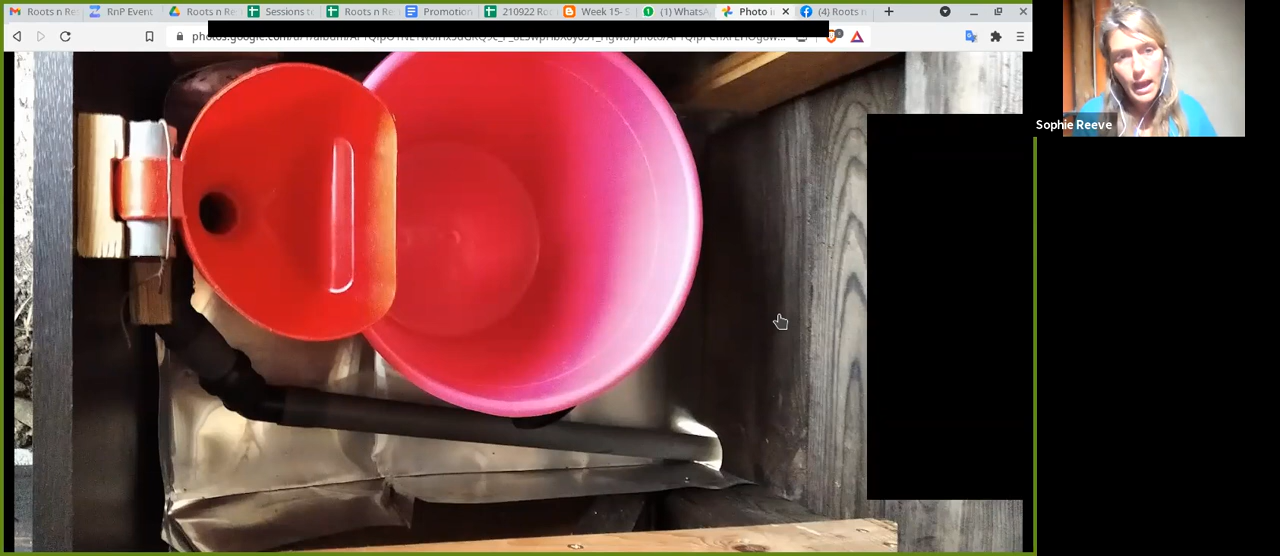 Roots n Re
RnP Event
Roots n Re
Sessions t
Roots n Re
Promotion
210922 Roo
Week 15- S
(1) WhatsA
Photo i
(4) Roots n
Sophie Reeve